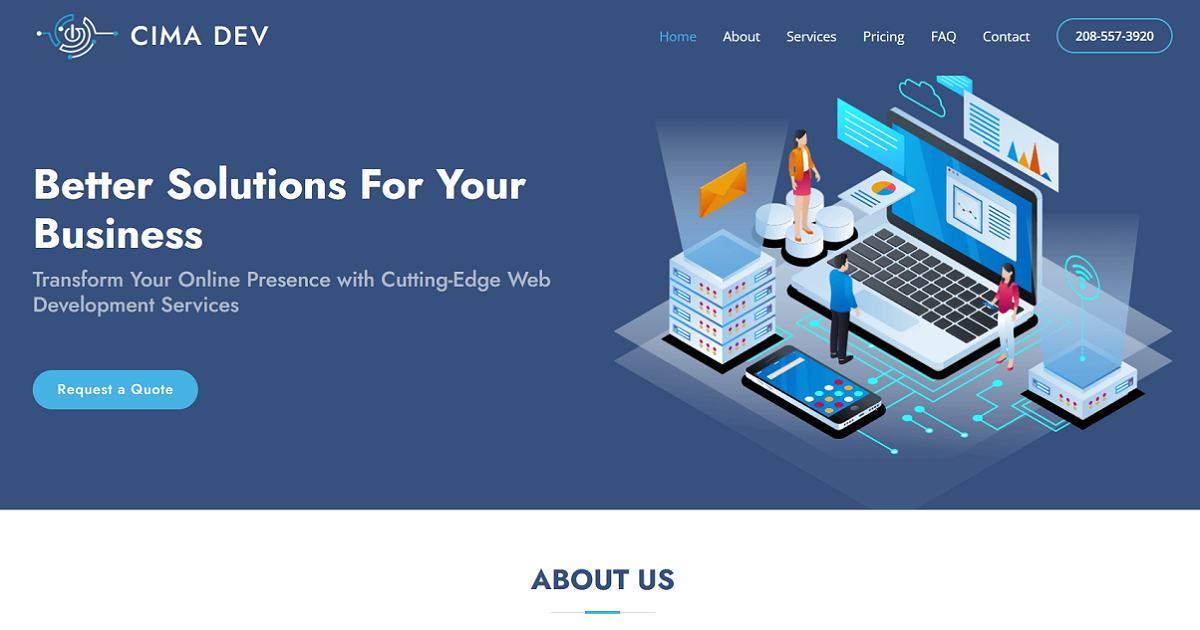 CIMA DEV
Home
About
Services
Pricing
FAQ
Contact
208-557-3920
Better Solutions For Your
Business
Transform Your Online Presence with Cutting-Edge Web
Development Services
Request a Quote
ABOUT US